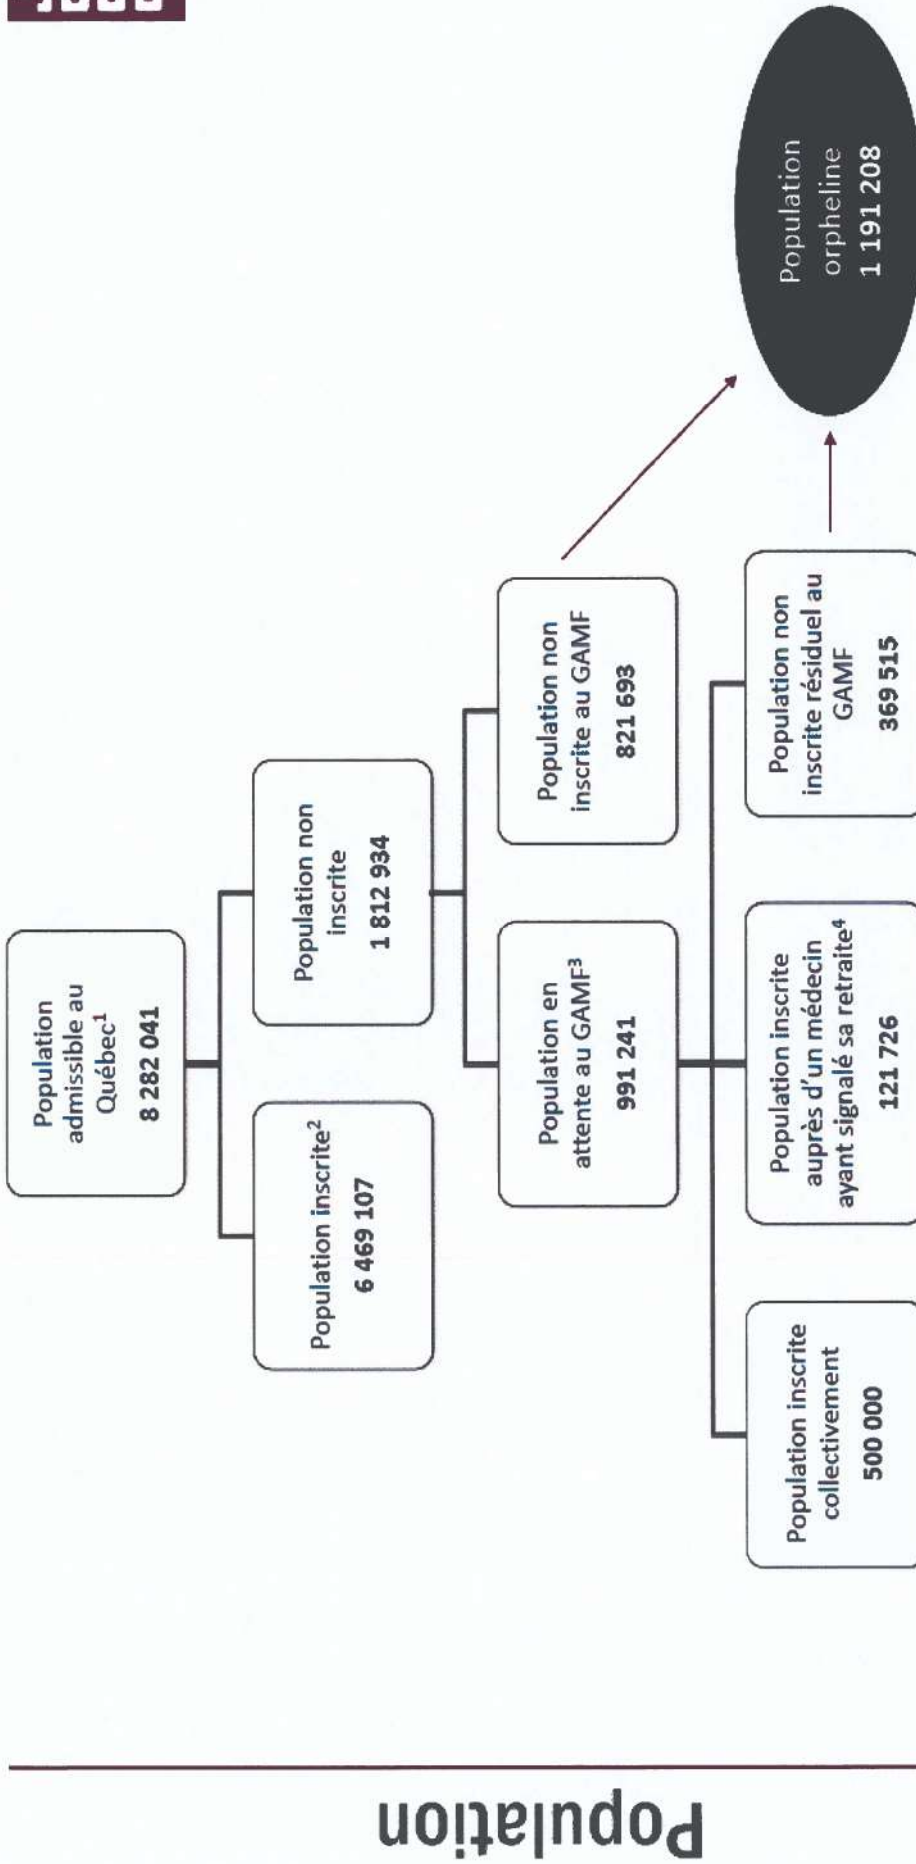 Population
Population
admissible au
Québec¹
8 282 041
Population inscrite²
6 469 107
Population non
inscrite
1 812 934
Population en
attente au GAMF³
991 241
Population non
inscrite au GAMF
821 693
Population inscrite
collectivement
500 000
Population inscrite
auprès d'un médecin
ayant signalé sa retraite⁴
121 726
Population non
inscrite résiduel au
GAMF
369 515
Population
orpheline
1 191 208